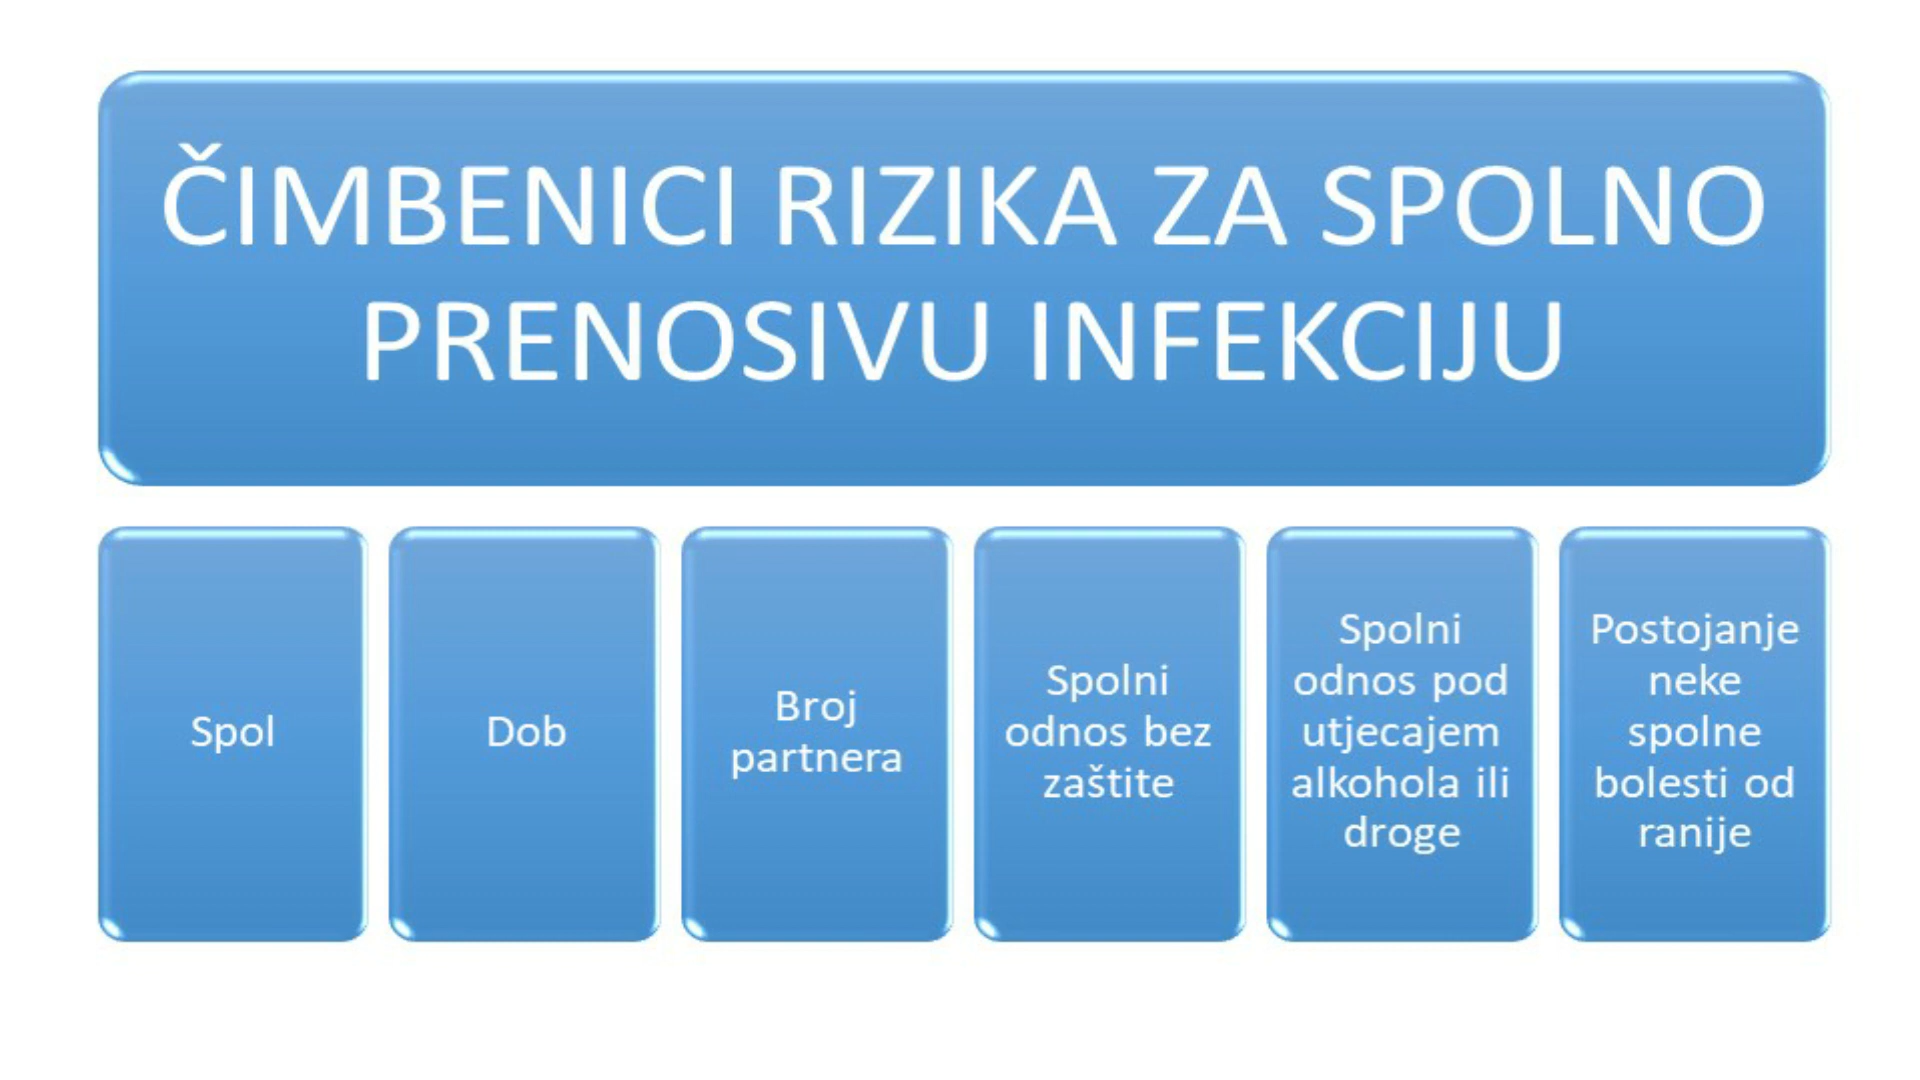 ČIMBENICI RIZIKA ZA SPOLNO
PRENOSIVU INFEKCIJU
Spol
Dob
Broj
partnera
Spolni
odnos bez
zaštite
Spolni
odnos pod
utjecajem
alkohola ili
droge
Postojanje
neke
spolne
bolesti od
ranije